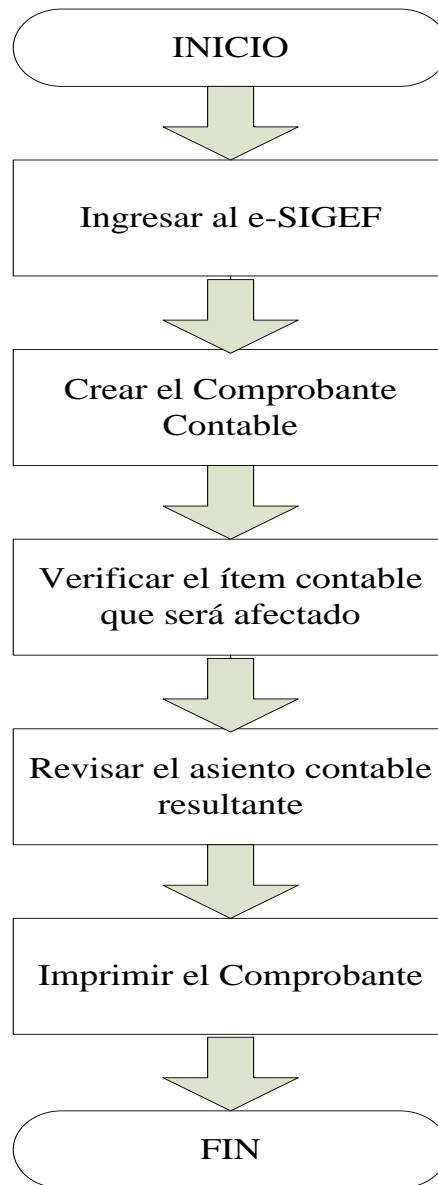 INICIO
Ingresar al e-SIGEF
Crear el Comprobante
Contable
Verificar el ítem contable
que será afectado
Revisar el asiento contable
resultante
Imprimir el Comprobante
FIN